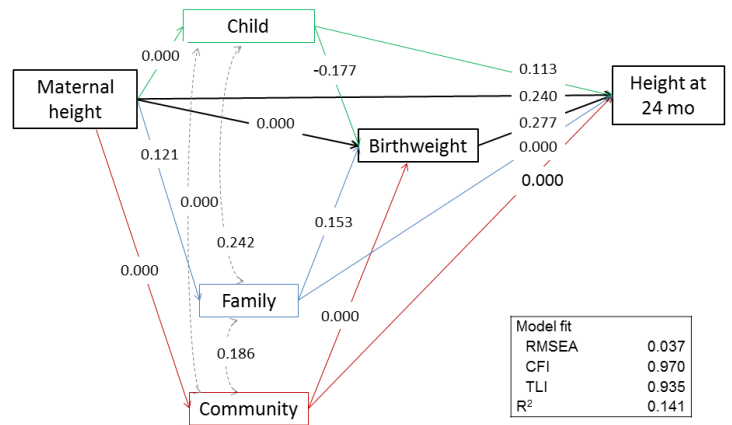 Child
0.000
-0.177
0.113
Maternal
height
Height at
24 mo
0.240
0.000
0.277
Birthweight
0.121
0.000
0.000
0.000
0.153
0.242
0.000
Family
0.000
0.186
Community
Model fit
RMSEA 0.037
CFI 0.970
TLI 0.935
R² 0.141